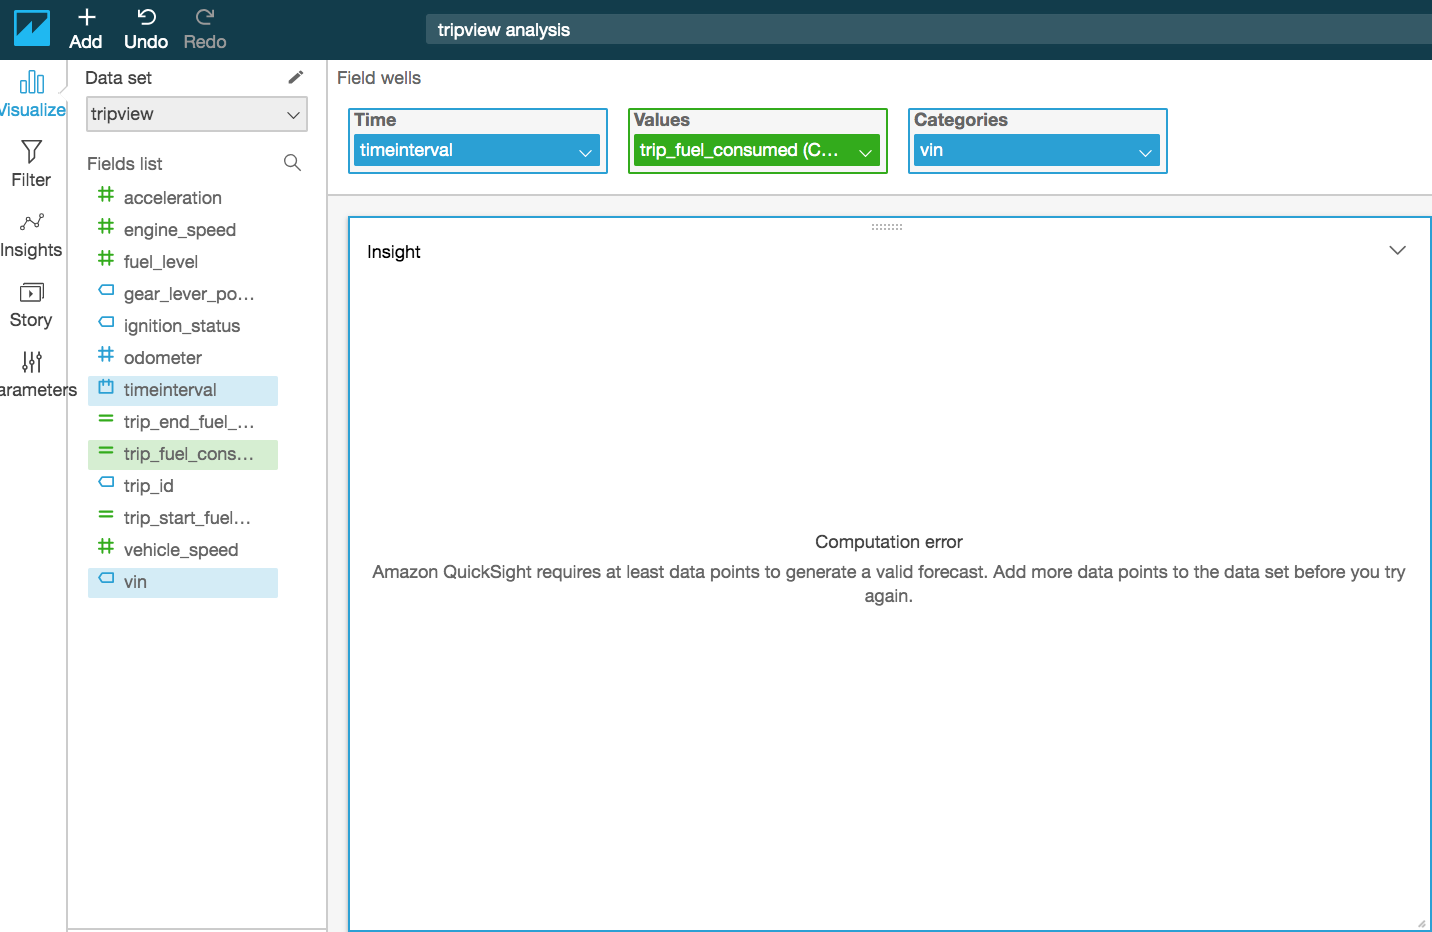 Add
Undo
Redo
tripview analysis
Visualize
Filter
Insights
Story
arameters
Data set
tripview
Fields list
acceleration
engine_speed
fuel_level
gear_lever_po...
ignition_status
odometer
timeinterval
trip_end_fuel_...
trip_fuel_cons...
trip_id
trip_start_fuel...
vehicle_speed
vin
Field wells
Time
timeinterval
Values
trip_fuel_consumed (C...
Categories
vin
Insight
Computation error
Amazon QuickSight requires at least data points to generate a valid forecast. Add more data points to the data set before you try
again.